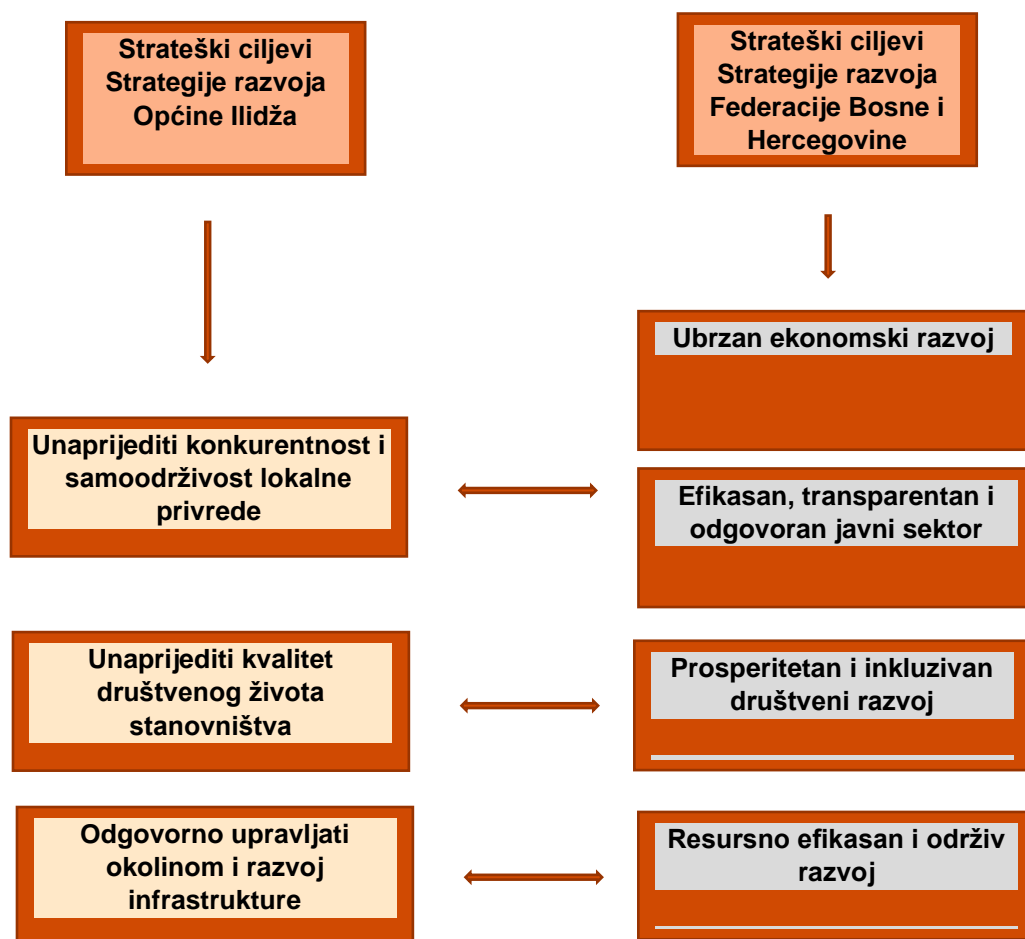 Strateški ciljevi
Strategije razvoja
Općine Ilidža
Strateški ciljevi
Strategije razvoja
Federacije Bosne i
Hercegovine
Ubrzan ekonomski razvoj
Unaprijediti konkurentnost i
samoodrživost lokalne
privrede
Efikasan, transparentan i
odgovoran javni sektor
Unaprijediti kvalitet
društvenog života
stanovništva
Prosperitetan i inkluzivan
društveni razvoj
Odgovorno upravljati
okolinom i razvoj
infrastrukture
Resursno efikasan i održiv
razvoj